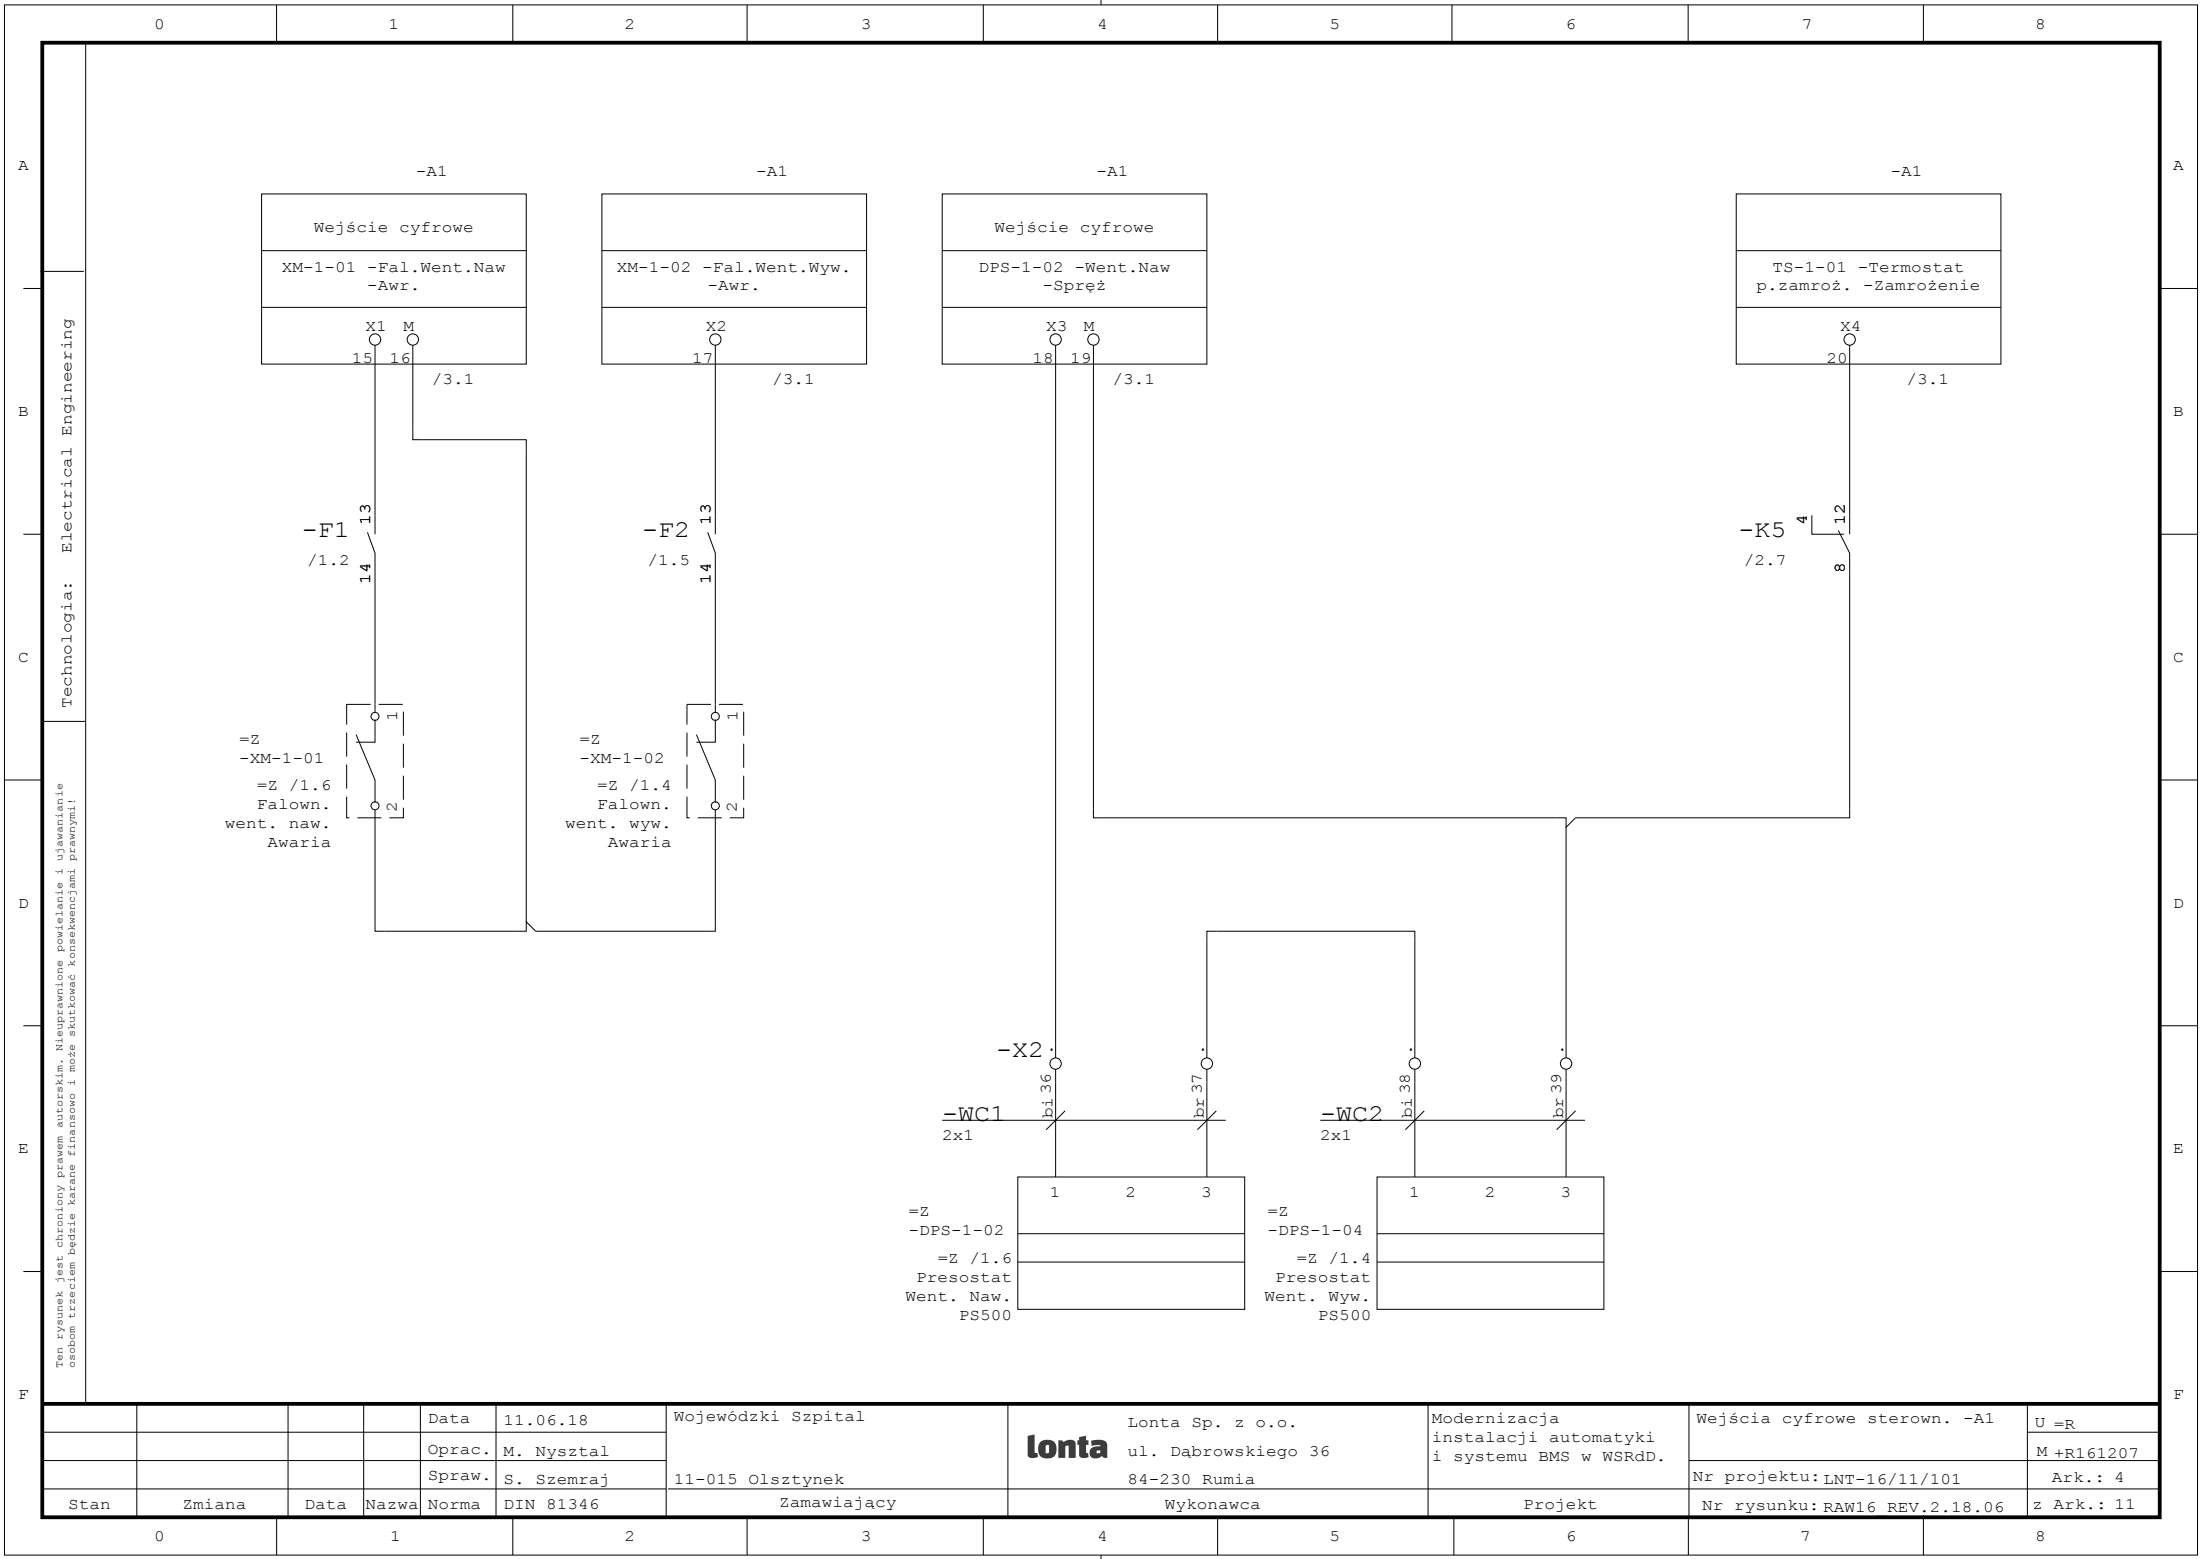 0 1 2 3 4 5 6 7 8
A A
B B
C C
D D
E E
F F
Technologia: Electrical Engineering
Ten rysunek jest chroniony prawem autorskim. Nieuprawnione powielanie i ujawanianie
osobom trzeciem będzie karane finansowo i może skutkować konsekwencjami prawnymi!
-A1
Wejście cyfrowe
XM-1-01 -Fal.Went.Naw
-Awr.
X1 M
15 16
/3.1
-A1
XM-1-02 -Fal.Went.Wyw.
-Awr.
X2
17
/3.1
-A1
Wejście cyfrowe
DPS-1-02 -Went.Naw
-Spręż
X3 M
18 19
/3.1
-A1
TS-1-01 -Termostat
p.zamroż. -Zamrożenie
X4
20
/3.1
-F1
/1.2
13
14
-F2
/1.5
13
14
-K5
/2.7
4
12
8
=Z
-XM-1-01
=Z /1.6
Falown.
went. naw.
Awaria
1
2
=Z
-XM-1-02
=Z /1.4
Falown.
went. wyw.
Awaria
1
2
-X2
bi 36
br 37
bi 38
br 39
-WC1
2x1
-WC2
2x1
1 2 3
=Z
-DPS-1-02
=Z /1.6
Presostat
Went. Naw.
PS500
1 2 3
=Z
-DPS-1-04
=Z /1.4
Presostat
Went. Wyw.
PS500
Data 11.06.18
Oprac. M. Nysztal
Spraw. S. Szemraj
Stan Zmiana Data Nazwa Norma DIN 81346
Wojewódzki Szpital
11-015 Olsztynek
Zamawiający
lonta
Lonta Sp. z o.o.
ul. Dąbrowskiego 36
84-230 Rumia
Wykonawca
Modernizacja
instalacji automatyki
i systemu BMS w WSRdD.
Projekt
Wejścia cyfrowe sterown. -A1
Nr projektu: LNT-16/11/101
Nr rysunku: RAW16 REV.2.18.06
U =R
M +R161207
Ark.: 4
z Ark.: 11
0 1 2 3 4 5 6 7 8